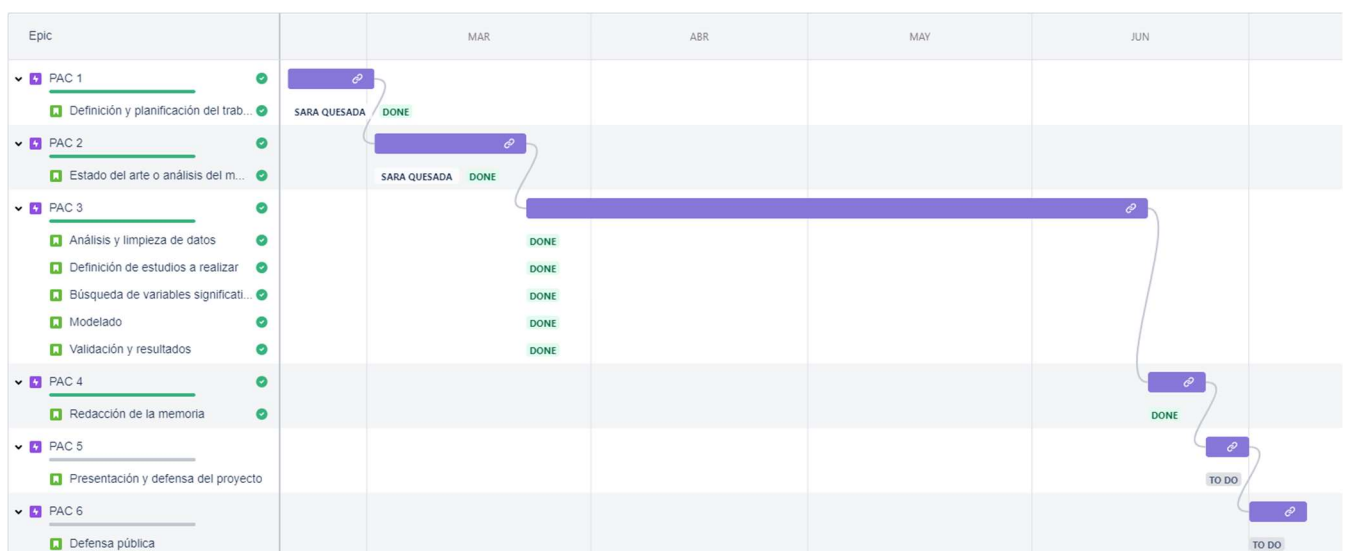 Epic MAR ABR MAY JUN
PAC 1
Definición y planificación del trab... SARA QUESADA DONE
PAC 2
Estado del arte o análisis del m... SARA QUESADA DONE
PAC 3
Análisis y limpieza de datos DONE
Definición de estudios a realizar DONE
Búsqueda de variables significati... DONE
Modelado DONE
Validación y resultados DONE
PAC 4
Redacción de la memoria DONE
PAC 5
Presentación y defensa del proyecto TO DO
PAC 6
Defensa pública TO DO